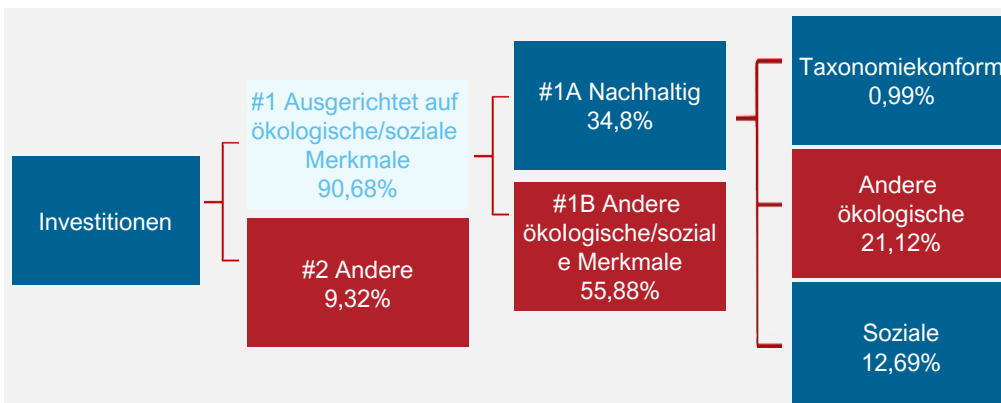 Investitionen
#1 Ausgerichtet auf
ökologische/soziale
Merkmale
90,68%
#2 Andere
9,32%
#1A Nachhaltig
34,8%
#1B Andere
ökologische/sozial
e Merkmale
55,88%
Taxonomiekonform
0,99%
Andere
ökologische
21,12%
Soziale
12,69%